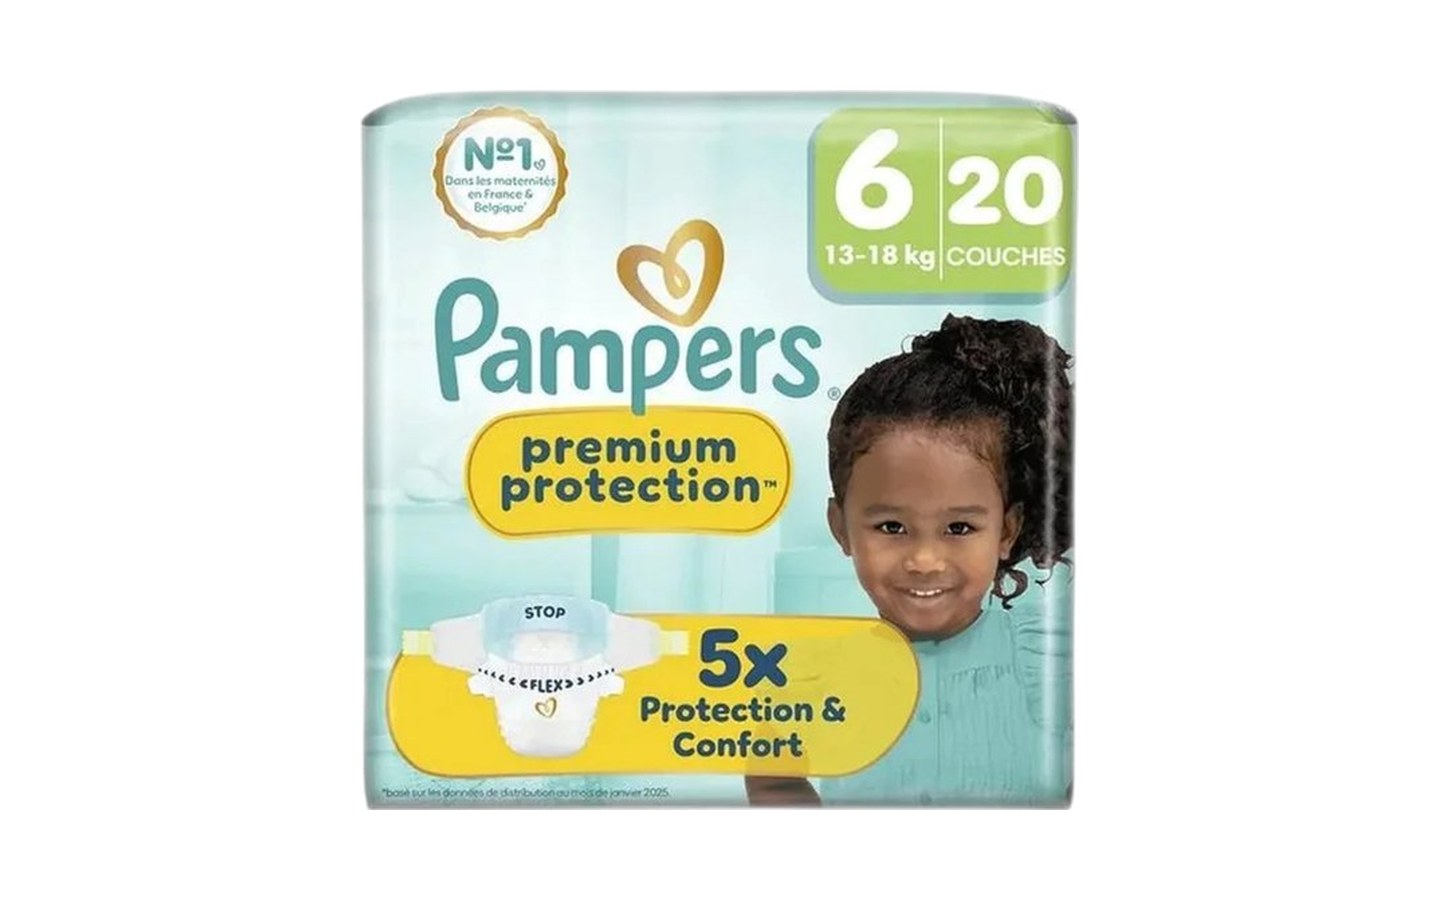 Nº1
Dans les maternités
en France &
Belgique*
6
13-18 kg
20
COUCHES
Pampers®
premium
protection™
STOP
FLEX
5x
Protection &
Confort
*basé sur les données de distribution au mois de janvier 2025.